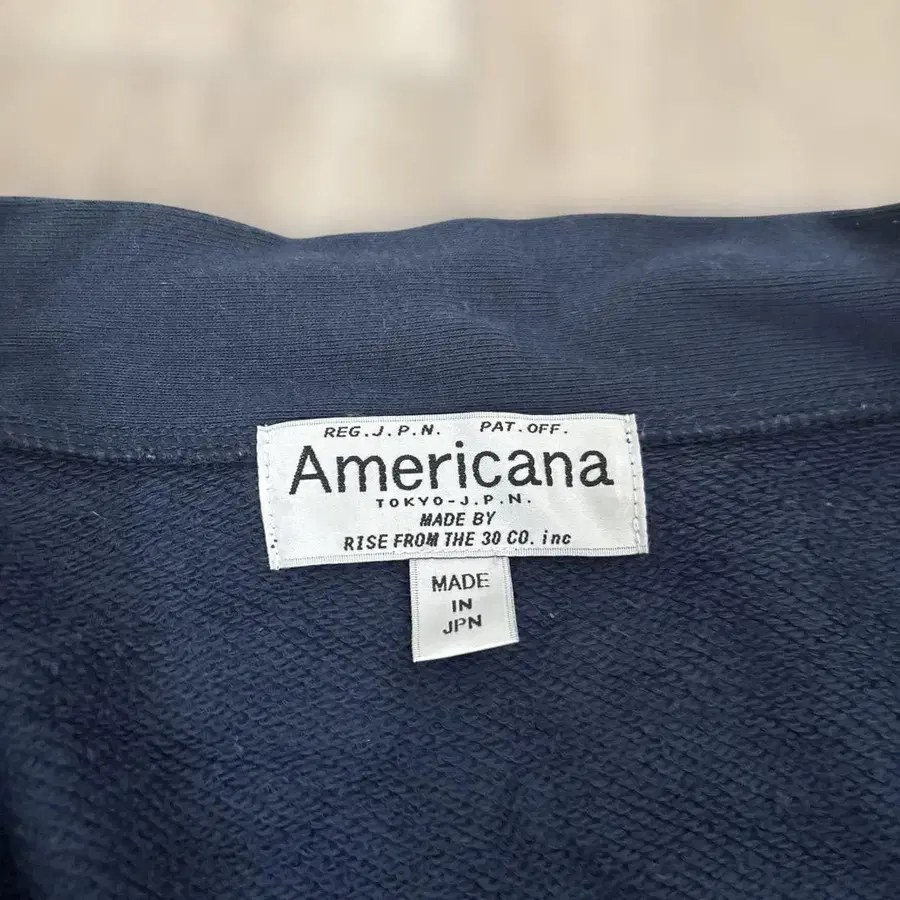 REG.J.P.N. PAT.OFF.
Americana
TOKYO-J.P.N.
MADE BY
RISE FROM THE 30 CO. inc
MADE
IN
JPN